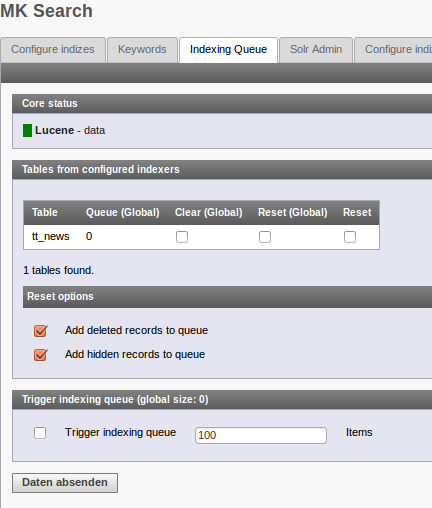 MK Search
Configure indizes Keywords Indexing Queue Solr Admin Configure indi
Core status
Lucene - data
Tables from configured indexers
Table Queue (Global) Clear (Global) Reset (Global) Reset
tt_news 0
1 tables found.
Reset options
Add deleted records to queue
Add hidden records to queue
Trigger indexing queue (global size: 0)
Trigger indexing queue 100 Items
Daten absenden